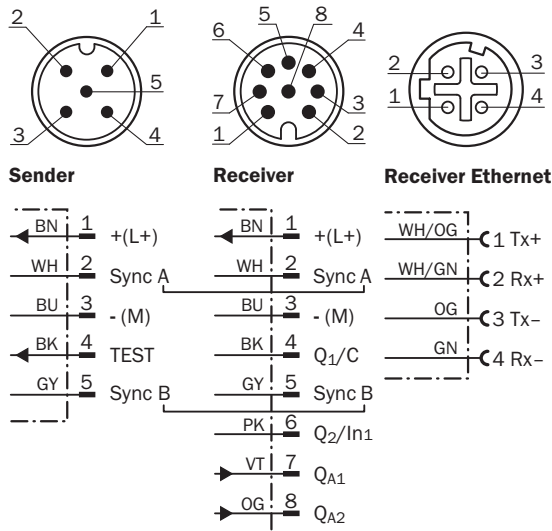 2 1 5 3 4
5 8 6 4 7 3 1 2
2 3 1 4
Sender
BN 1 +(L+)
WH 2 Sync A
BU 3 - (M)
BK 4 TEST
GY 5 Sync B
Receiver
BN 1 +(L+)
WH 2 Sync A
BU 3 - (M)
BK 4 Q1/C
GY 5 Sync B
PK 6 Q2/In1
VT 7 QA1
OG 8 QA2
Receiver Ethernet
WH/OG 1 Tx+
WH/GN 2 Rx+
OG 3 Tx–
GN 4 Rx–